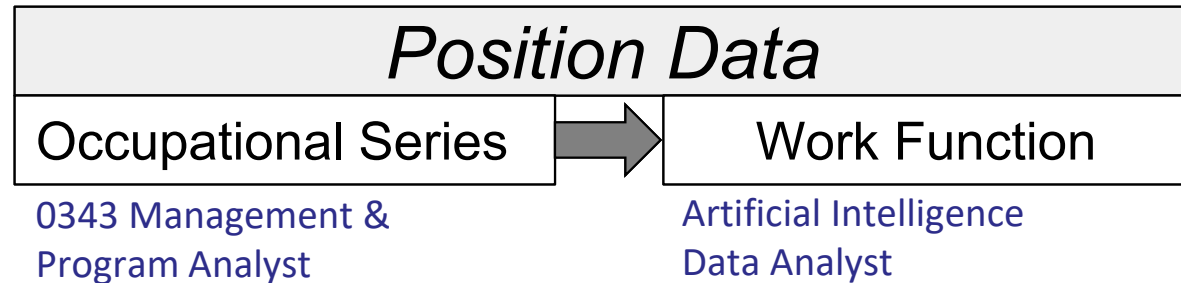 Position Data
Occupational Series
Work Function
0343 Management &
Program Analyst
Artificial Intelligence
Data Analyst